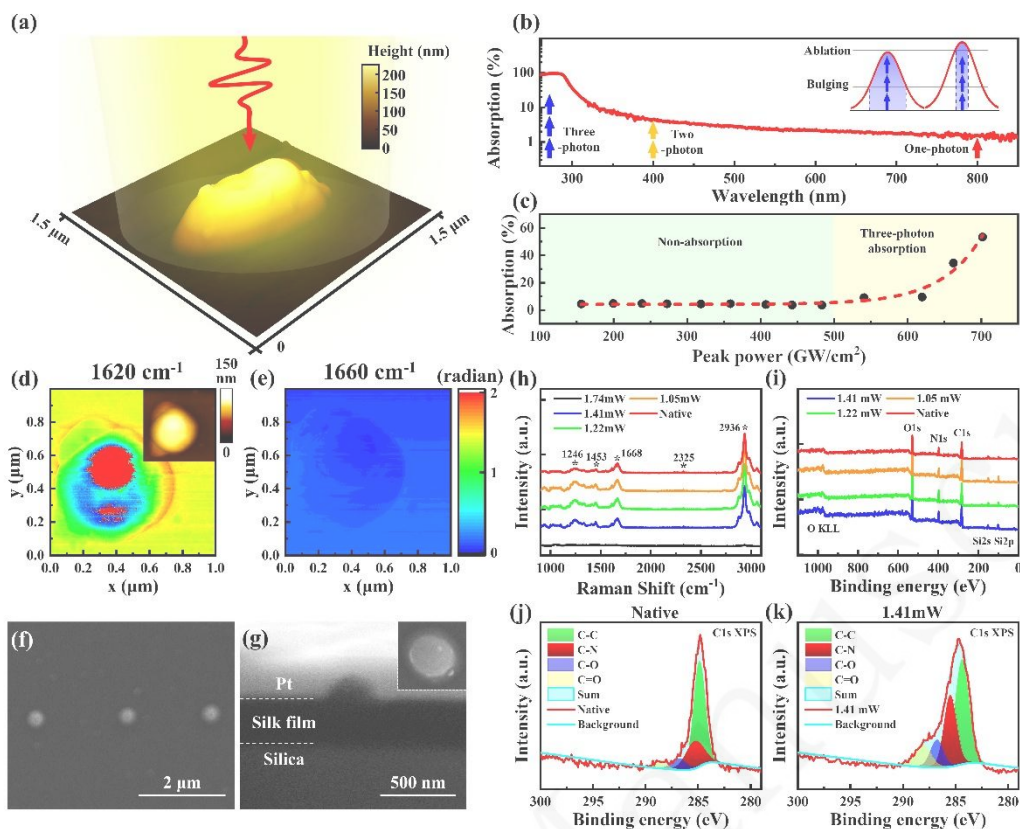 (a)
Height (nm)
200
150
100
50
0
1.5 μm
1.5 μm
0
(b)
Absorption (%)
100
10
1
Three
-photon
Two
-photon
One-photon
Ablation
Bulging
300 400 500 600 700 800
Wavelength (nm)
(c)
Absorption (%)
60
40
20
0
Non-absorption
Three-photon
absorption
100 200 300 400 500 600 700 800
Peak power (GW/cm²)
(d)
1620 cm⁻¹
150
nm
0
y (μm)
0.8
0.6
0.4
0.2
0.0
0.0 0.2 0.4 0.6 0.8 1.0
x (μm)
(e)
1660 cm⁻¹
(radian)
2
1
0
y (μm)
0.8
0.6
0.4
0.2
0.0
0.0 0.2 0.4 0.6 0.8 1.0
x (μm)
(f)
2 μm
(g)
Pt
Silk film
Silica
500 nm
(h)
Intensity (a.u.)
1.74mW
1.05mW
1.41mW
Native
1.22mW
2936 *
1246
*
1453
*
1668
*
2325
*
1000 1500 2000 2500 3000
Raman Shift (cm⁻¹)
(i)
Intensity (a.u.)
1.41 mW
1.05 mW
1.22 mW
Native
O1s
N1s
C1s
O KLL
Si2s Si2p
1000 800 600 400 200 0
Binding energy (eV)
(j)
Native
Intensity (a.u.)
C-C
C-N
C-O
C=O
Sum
Native
Background
C1s XPS
300 295 290 285 280
Binding energy (eV)
(k)
1.41mW
Intensity (a.u.)
C-C
C-N
C-O
C=O
Sum
1.41 mW
Background
C1s XPS
300 295 290 285 280
Binding energy (eV)